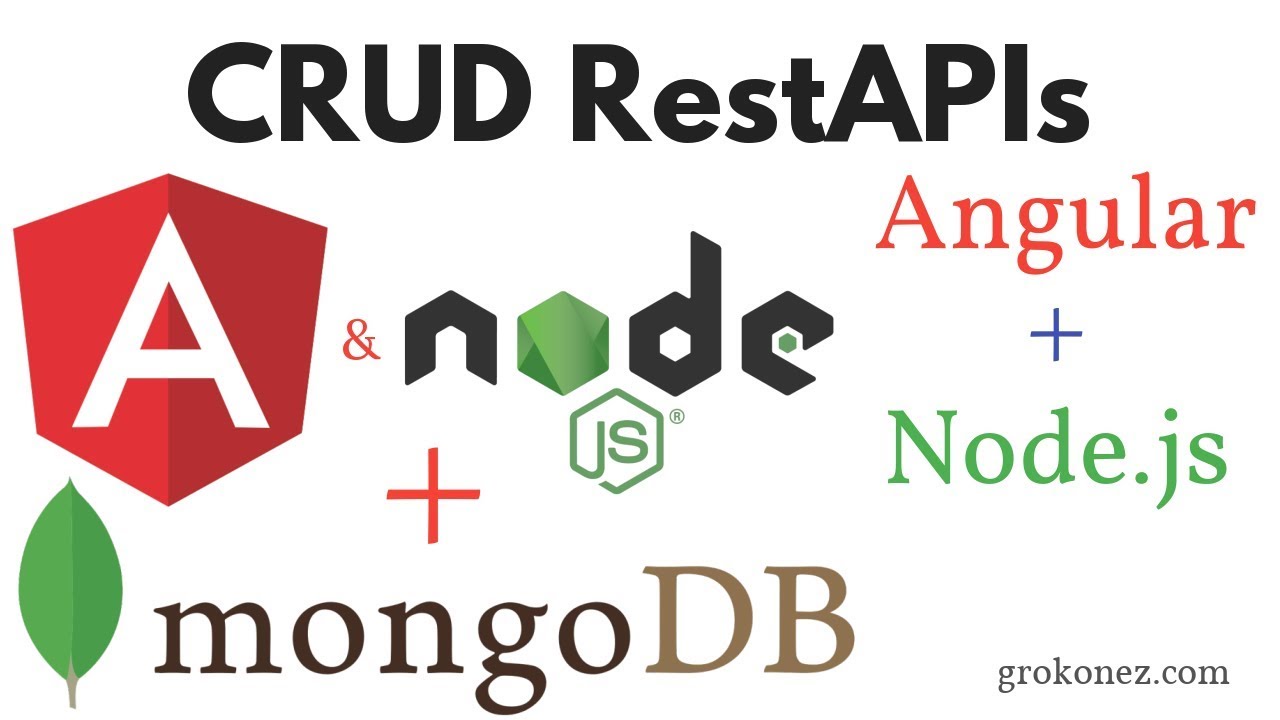 CRUD RestAPIs
Angular
+
Node.js
A
& node
JS®
+
mongoDB
grokonez.com